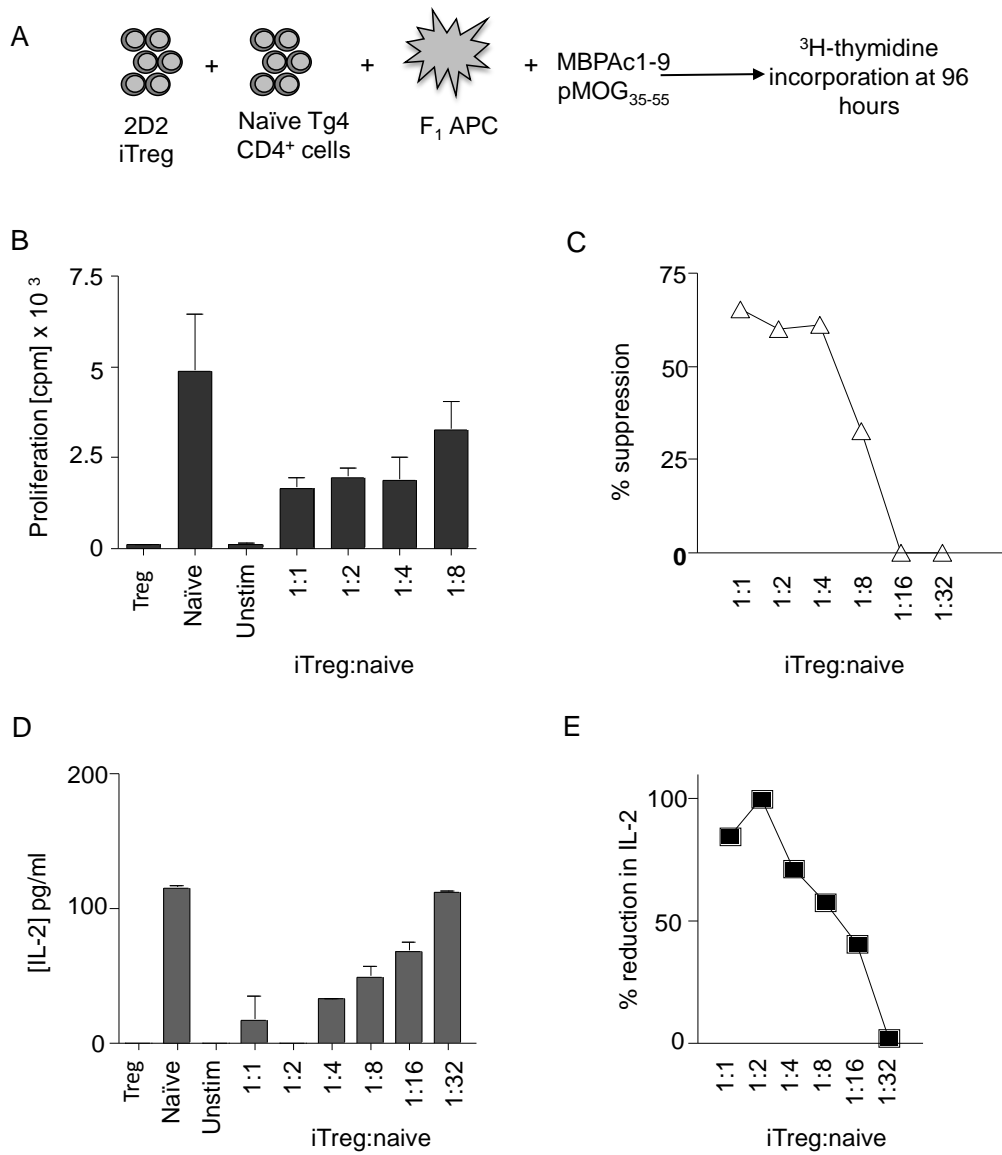 A
+
+
+
2D2
iTreg
Naïve Tg4
CD4⁺ cells
F₁ APC
MBPAc1-9
pMOG₃₅₋₅₅
³H-thymidine
incorporation at 96
hours
B
Proliferation [cpm] x 10 ³
7.5
5
2.5
0
Treg
Naïve
Unstim
1:1
1:2
1:4
1:8
iTreg:naive
C
% suppression
75
50
25
0
1:1
1:2
1:4
1:8
1:16
1:32
iTreg:naive
D
[IL-2] pg/ml
200
100
0
Treg
Naïve
Unstim
1:1
1:2
1:4
1:8
1:16
1:32
iTreg:naive
E
% reduction in IL-2
100
50
0
1:1
1:2
1:4
1:8
1:16
1:32
iTreg:naive